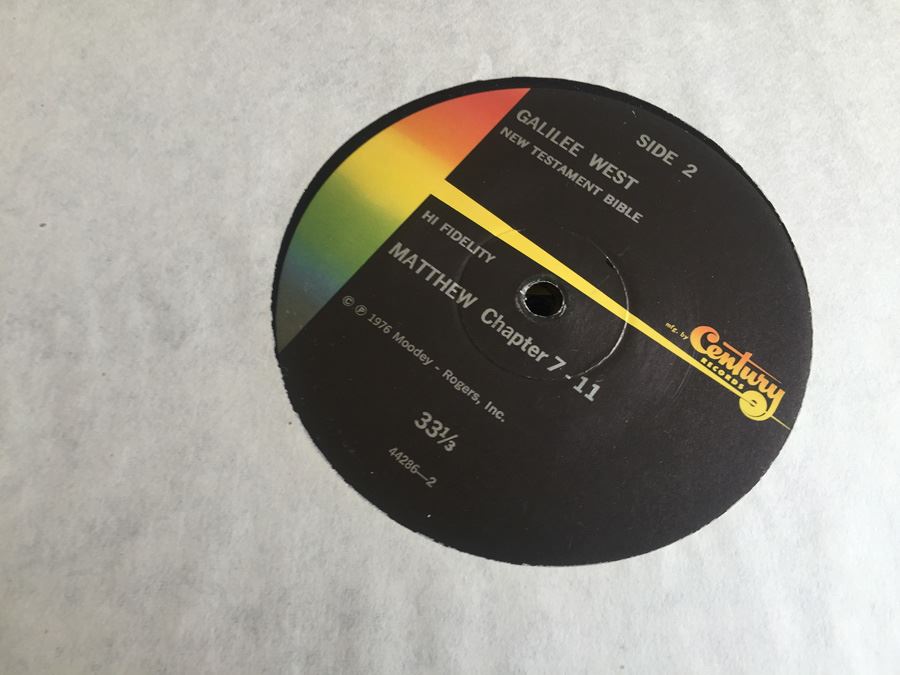 SIDE 2
GALILEE WEST
NEW TESTAMENT BIBLE
HI FIDELITY
MATTHEW Chapter 7 - 11
© ℗ 1976 Moodey - Rogers, Inc.
33⅓
44286—2
mfg. by
Century
RECORDS